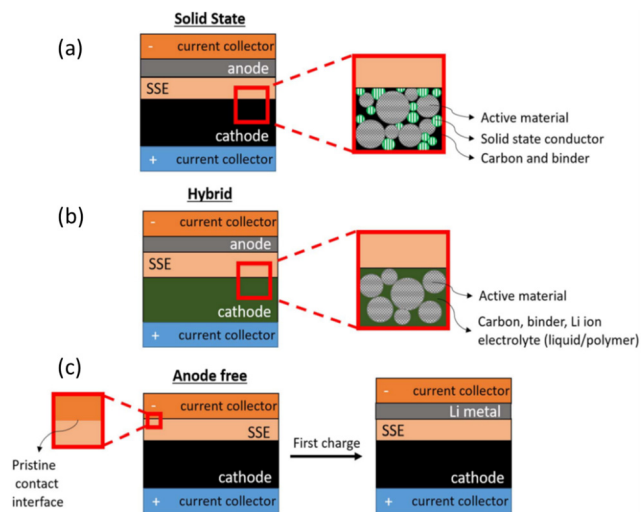 Solid State
(a)
- current collector
anode
SSE
cathode
+ current collector
Active material
Solid state conductor
Carbon and binder
Hybrid
(b)
- current collector
anode
SSE
cathode
+ current collector
Active material
Carbon, binder, Li ion
electrolyte (liquid/polymer)
(c)
Anode free
- current collector
SSE
cathode
+ current collector
Pristine
contact
interface
First charge
- current collector
Li metal
SSE
cathode
+ current collector